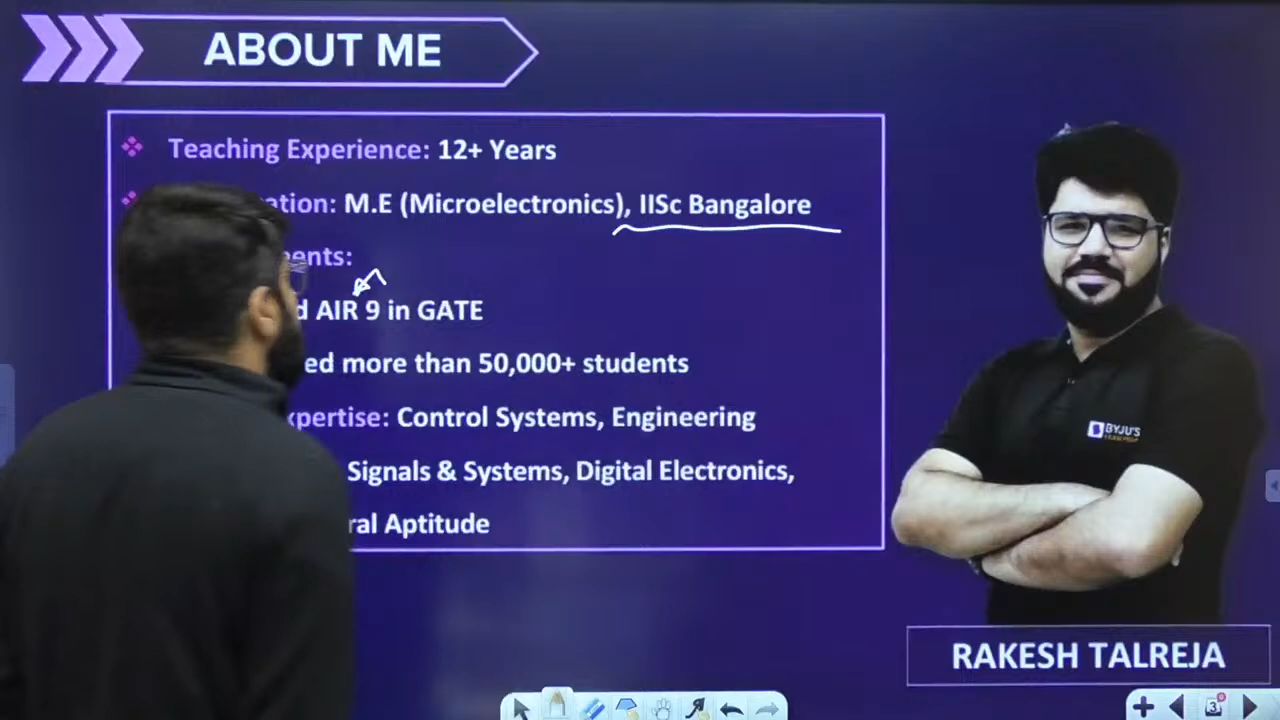 ABOUT ME
Teaching Experience: 12+ Years
ation: M.E (Microelectronics), IISc Bangalore
ents:
d AIR 9 in GATE
ed more than 50,000+ students
xpertise: Control Systems, Engineering
Signals & Systems, Digital Electronics,
ral Aptitude
BYJU'S
RAKESH TALREJA
3